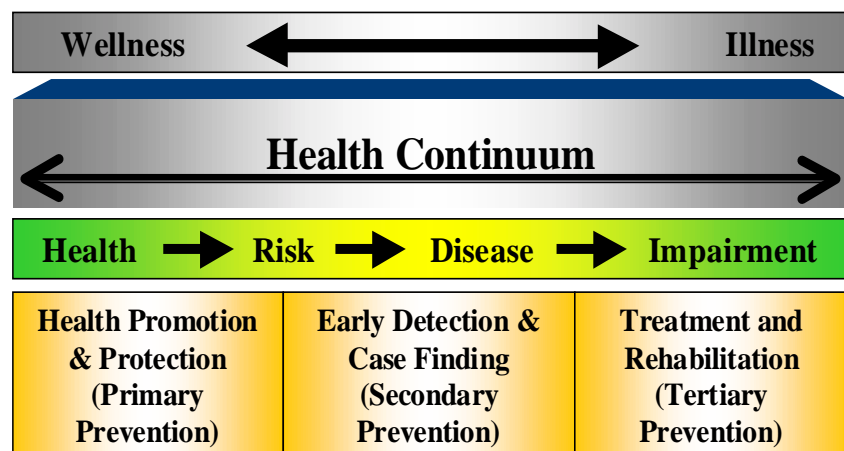 Wellness Illness
Health Continuum
Health Risk Disease Impairment
Health Promotion
& Protection
(Primary
Prevention)
Early Detection &
Case Finding
(Secondary
Prevention)
Treatment and
Rehabilitation
(Tertiary
Prevention)